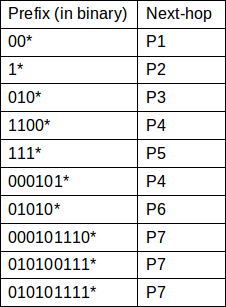 Prefix (in binary) Next-hop
00* P1
1* P2
010* P3
1100* P4
111* P5
000101* P4
01010* P6
000101110* P7
010100111* P7
010101111* P7